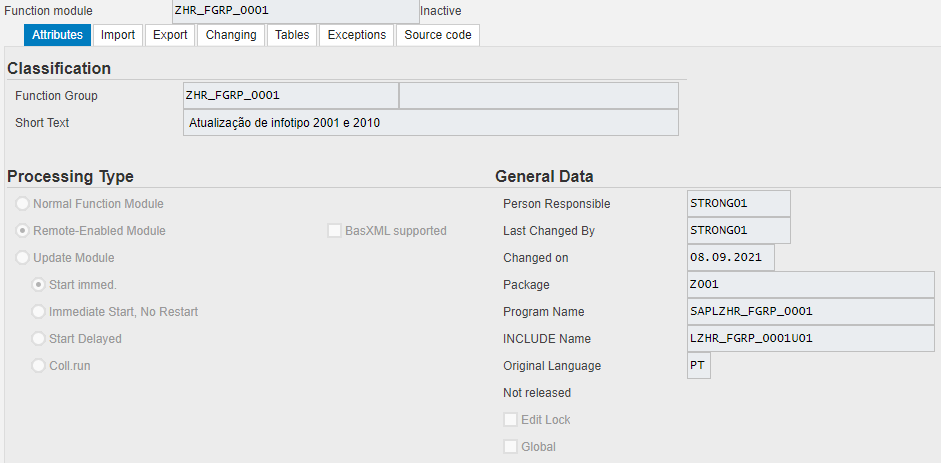 Function module ZHR_FGRP_0001 Inactive
Attributes Import Export Changing Tables Exceptions Source code
Classification
Function Group ZHR_FGRP_0001
Short Text Atualização de infotipo 2001 e 2010
Processing Type
Normal Function Module
Remote-Enabled Module BasXML supported
Update Module
Start immed.
Immediate Start, No Restart
Start Delayed
Coll.run
General Data
Person Responsible STRONG01
Last Changed By STRONG01
Changed on 08.09.2021
Package Z001
Program Name SAPLZHR_FGRP_0001
INCLUDE Name LZHR_FGRP_0001U01
Original Language PT
Not released
Edit Lock
Global